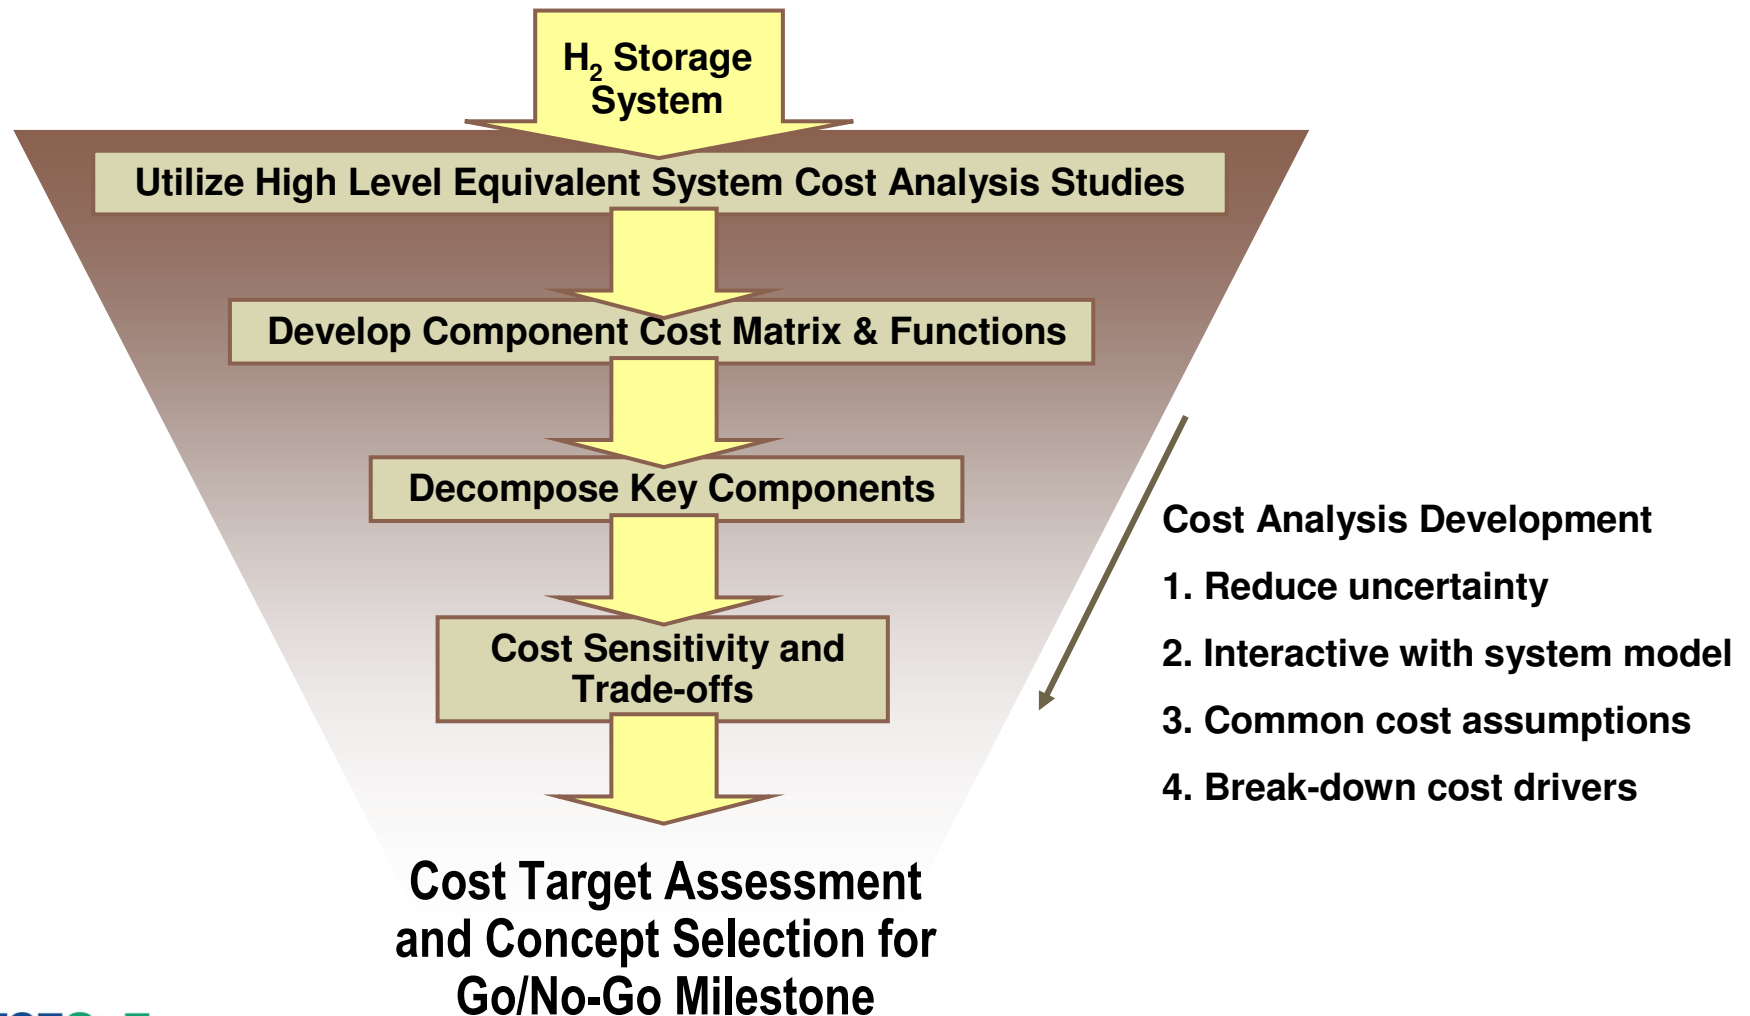 H₂ Storage
System
Utilize High Level Equivalent System Cost Analysis Studies
Develop Component Cost Matrix & Functions
Decompose Key Components
Cost Sensitivity and
Trade-offs
Cost Analysis Development
1. Reduce uncertainty
2. Interactive with system model
3. Common cost assumptions
4. Break-down cost drivers
Cost Target Assessment
and Concept Selection for
Go/No-Go Milestone